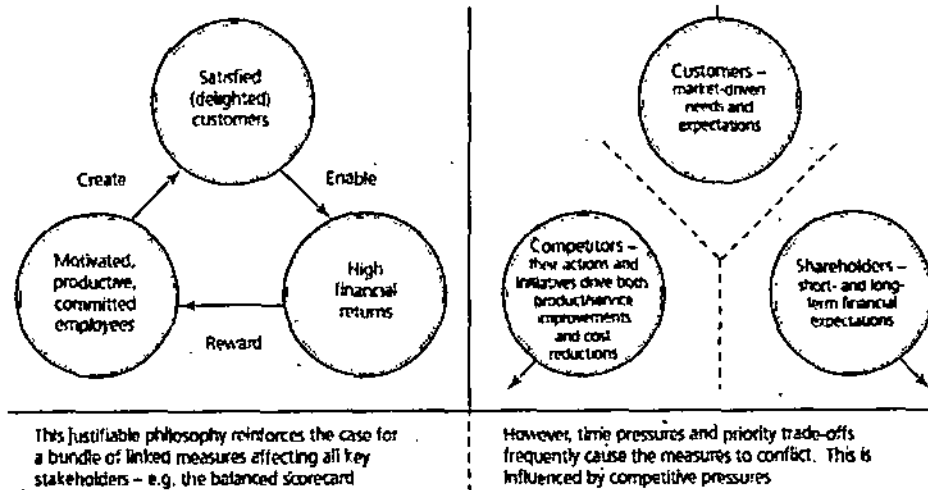 Satisfied
(delighted)
customers
Create
Enable
Motivated,
productive,
committed
employees
High
financial
returns
Reward
This justifiable philosophy reinforces the case for
a bundle of linked measures affecting all key
stakeholders – e.g. the balanced scorecard
Customers –
market-driven
needs and
expectations
Competitors –
their actions and
initiatives drive both
product/service
improvements
and cost
reductions
Shareholders –
short- and long-
term financial
expectations
However, time pressures and priority trade-offs
frequently cause the measures to conflict. This is
influenced by competitive pressures